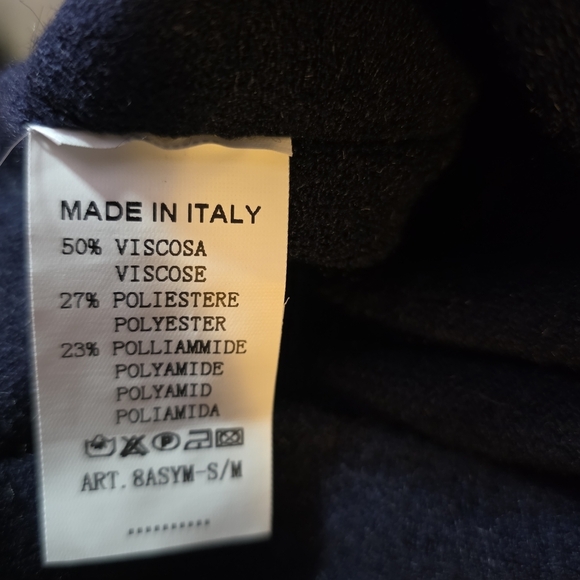 MADE IN ITALY
50% VISCOSA
VISCOSE
27% POLIESTERE
POLYESTER
23% POLLIAMMIDE
POLYAMIDE
POLYAMID
POLIAMIDA
ART. 8ASYM-S/M